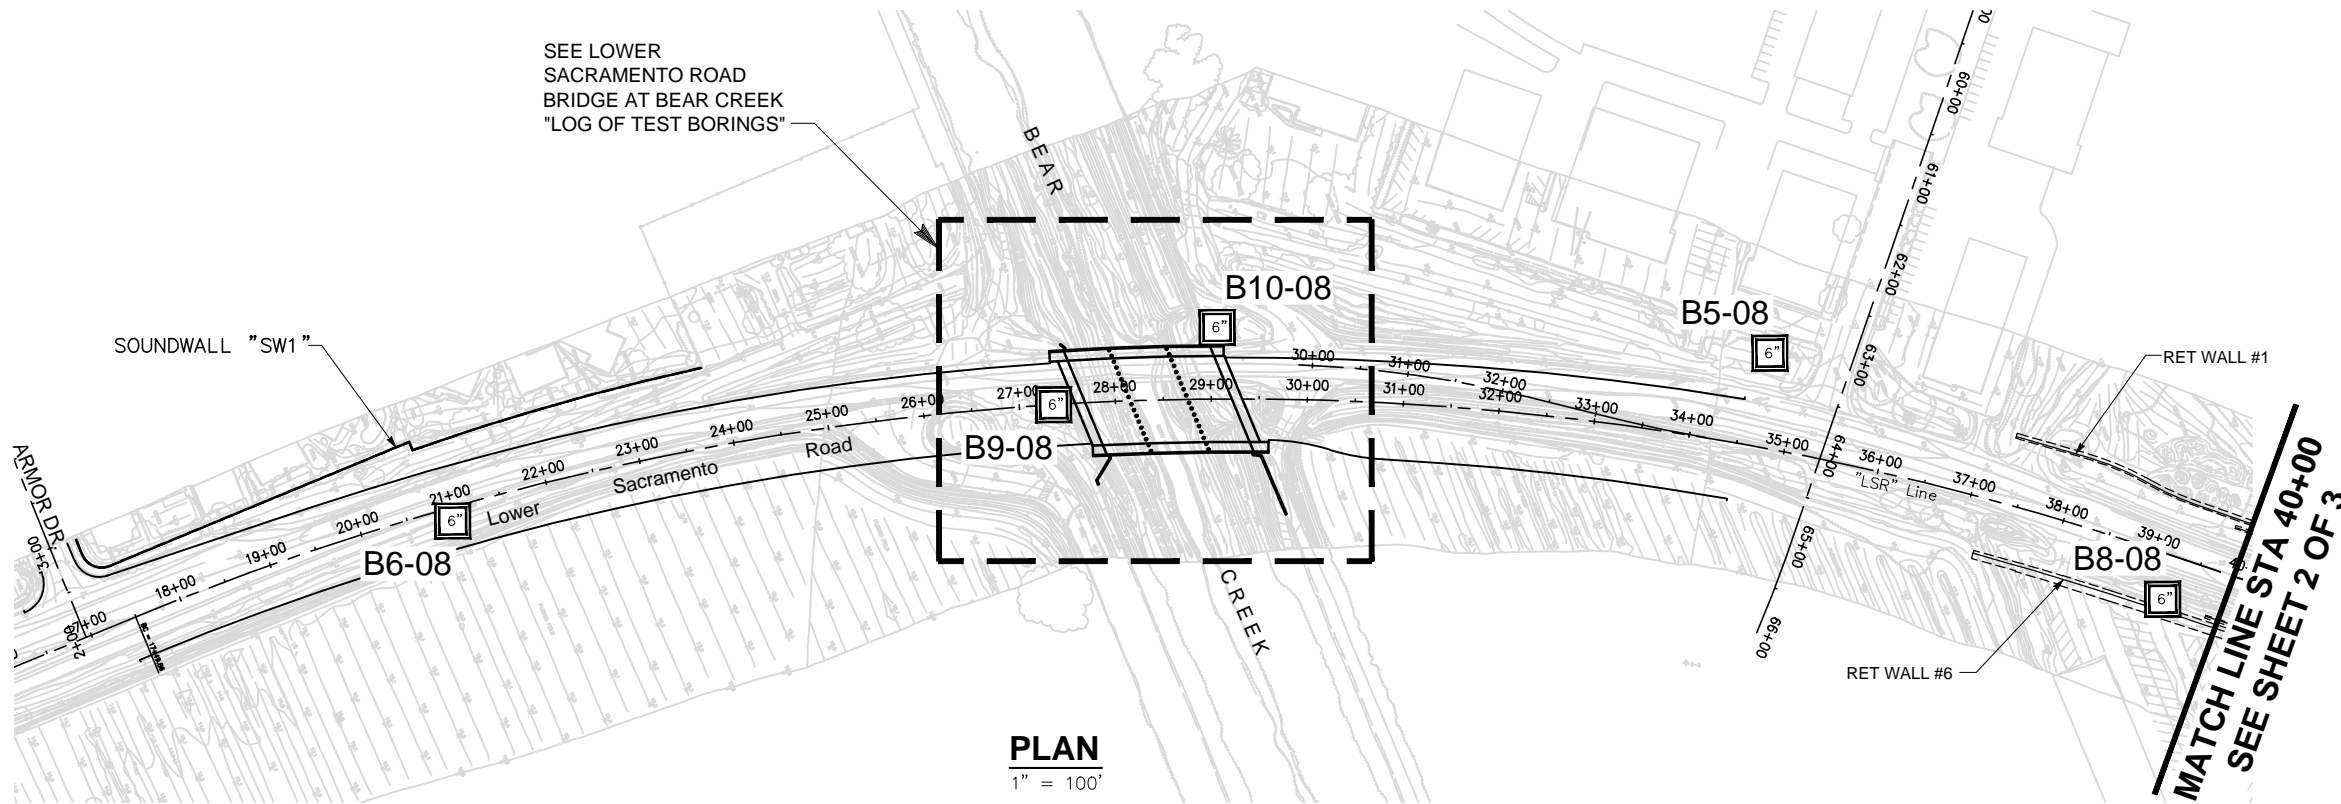 SEE LOWER
SACRAMENTO ROAD
BRIDGE AT BEAR CREEK
"LOG OF TEST BORINGS"
BEAR
60+00
61+00
62+00
63+00
64+00
65+00
66+00
B10-08
6"
B5-08
6"
SOUNDWALL "SW1"
RET WALL #1
30+00
31+00
32+00
17+00
18+00
19+00
20+00
21+00
22+00
23+00
24+00
25+00
26+00
27+00
28+00
29+00
30+00
31+00
32+00
33+00
34+00
35+00
36+00
37+00
38+00
39+00
6"
B9-08
Lower Sacramento Road
"LSR" Line
ARMOR DR.
3+00
2+00
6"
B6-08
B8-08
6"
CREEK
RET WALL #6
MATCH LINE STA 40+00
SEE SHEET 2 OF 3
PLAN
1" = 100'